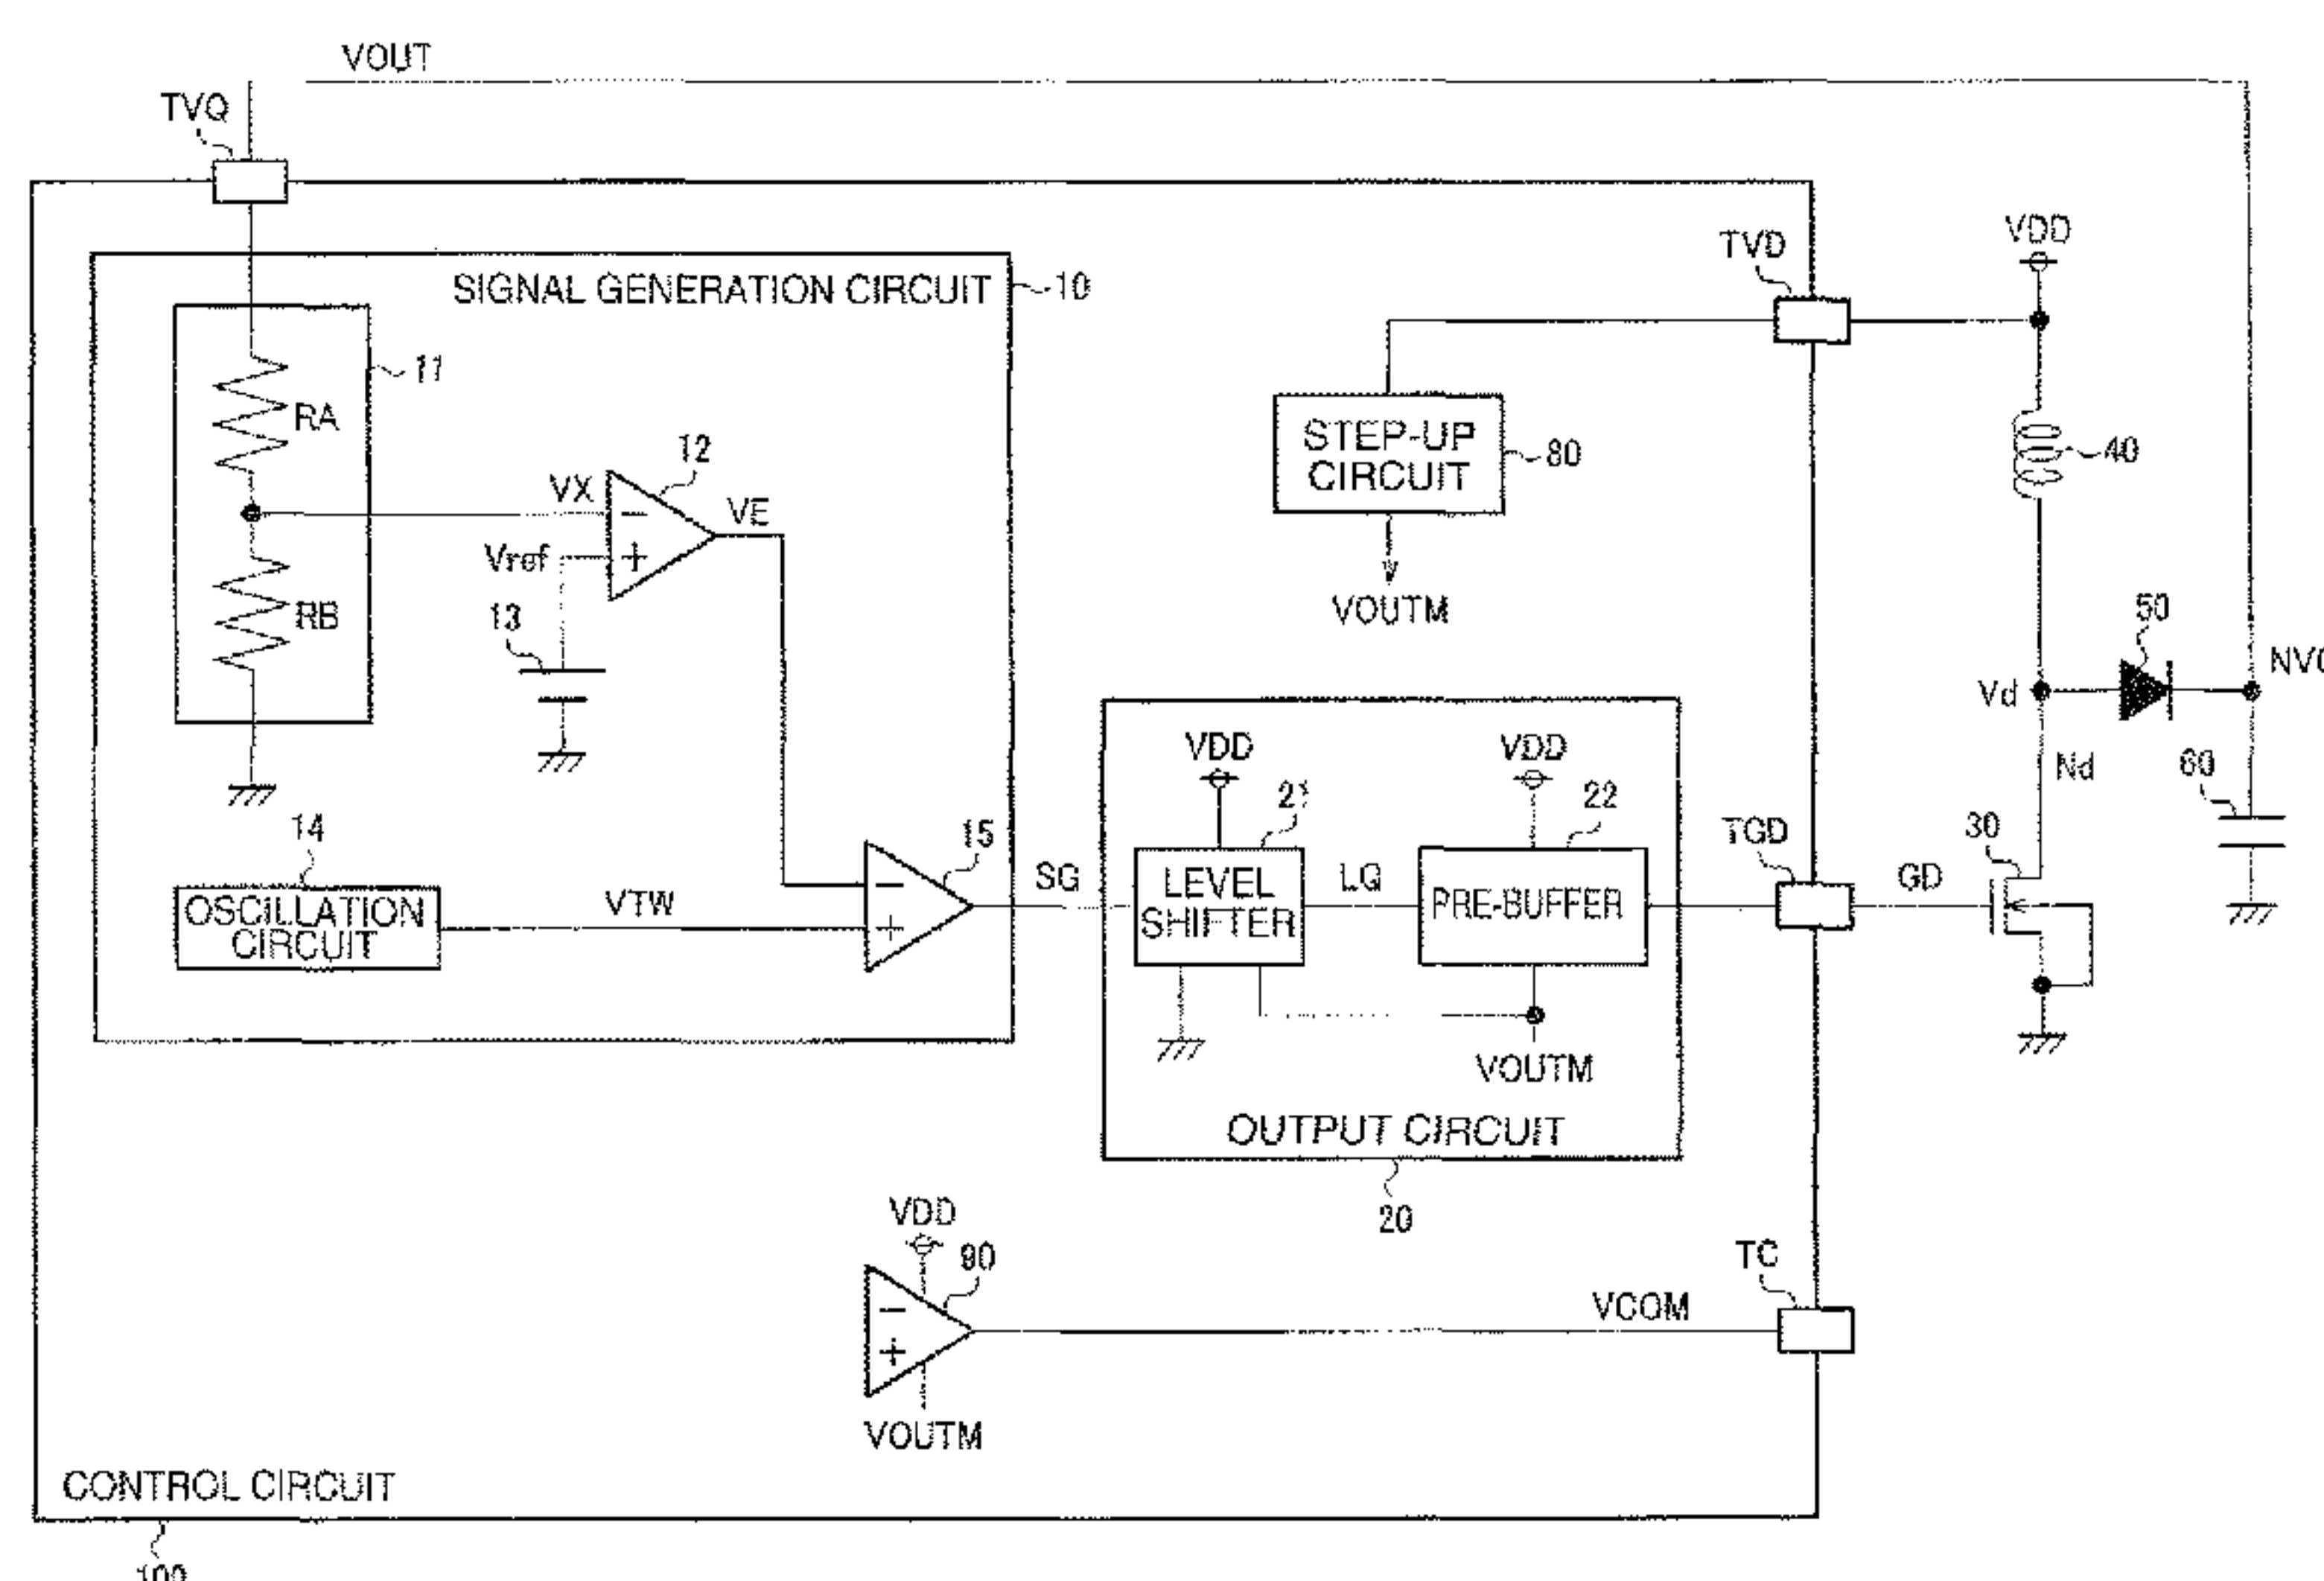 VOUT
TVQ
SIGNAL GENERATION CIRCUIT
10
TVD
VDD
11
RA
12
STEP-UP
CIRCUIT
80
40
VX
VE
−
Vref
+
VOUTM
RB
13
50
Vd
VDD
VDD
Nd
60
14
15
21
22
TGD
30
OSCILLATION
CIRCUIT
VTW
−
+
SG
LEVEL
SHIFTER
LG
PRE-BUFFER
GD
VOUTM
OUTPUT CIRCUIT
20
VDD
90
TC
−
+
VCOM
VOUTM
CONTROL CIRCUIT